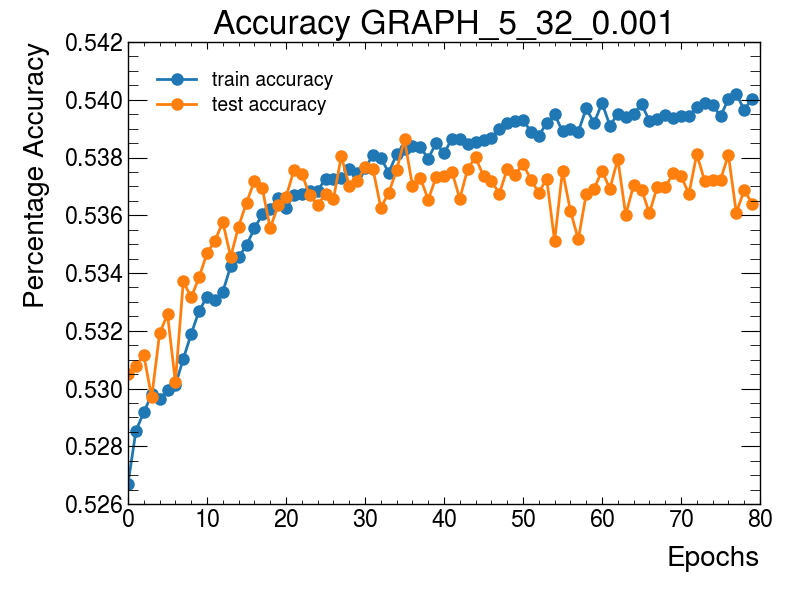 Accuracy GRAPH_5_32_0.001
Percentage Accuracy
0.542
0.540
0.538
0.536
0.534
0.532
0.530
0.528
0.526
train accuracy
test accuracy
0 10 20 30 40 50 60 70 80
Epochs